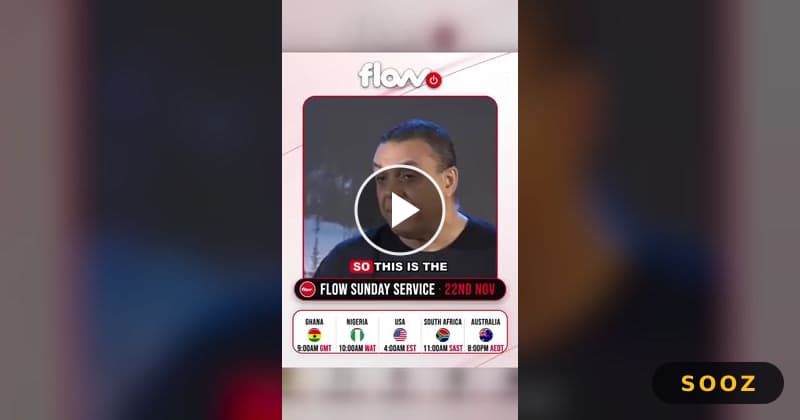 flow
SO THIS IS THE
flow FLOW SUNDAY SERVICE · 22ND NOV
GHANA NIGERIA USA SOUTH AFRICA AUSTRALIA
9:00AM GMT 10:00AM WAT 4:00AM EST 11:00AM SAST 8:00PM AEDT
SOOZ